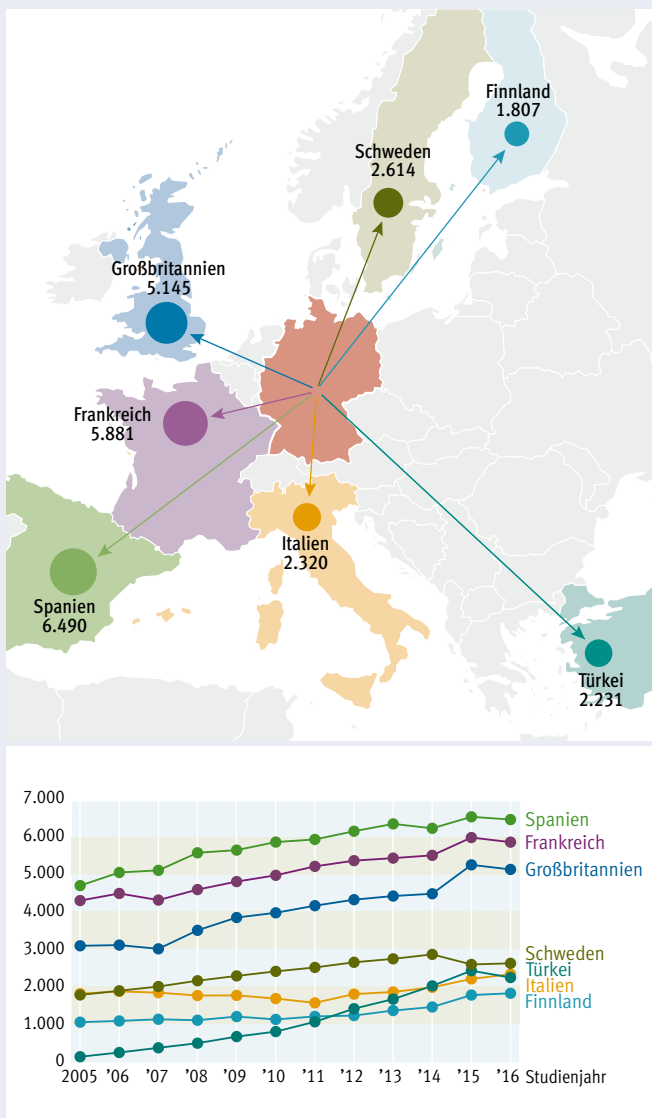 Finnland
1.807
Schweden
2.614
Großbritannien
5.145
Frankreich
5.881
Italien
2.320
Spanien
6.490
Türkei
2.231
7.000
6.000
5.000
4.000
3.000
2.000
1.000
0
Spanien
Frankreich
Großbritannien
Schweden
Türkei
Italien
Finnland
2005 '06 '07 '08 '09 '10 '11 '12 '13 '14 '15 '16 Studienjahr